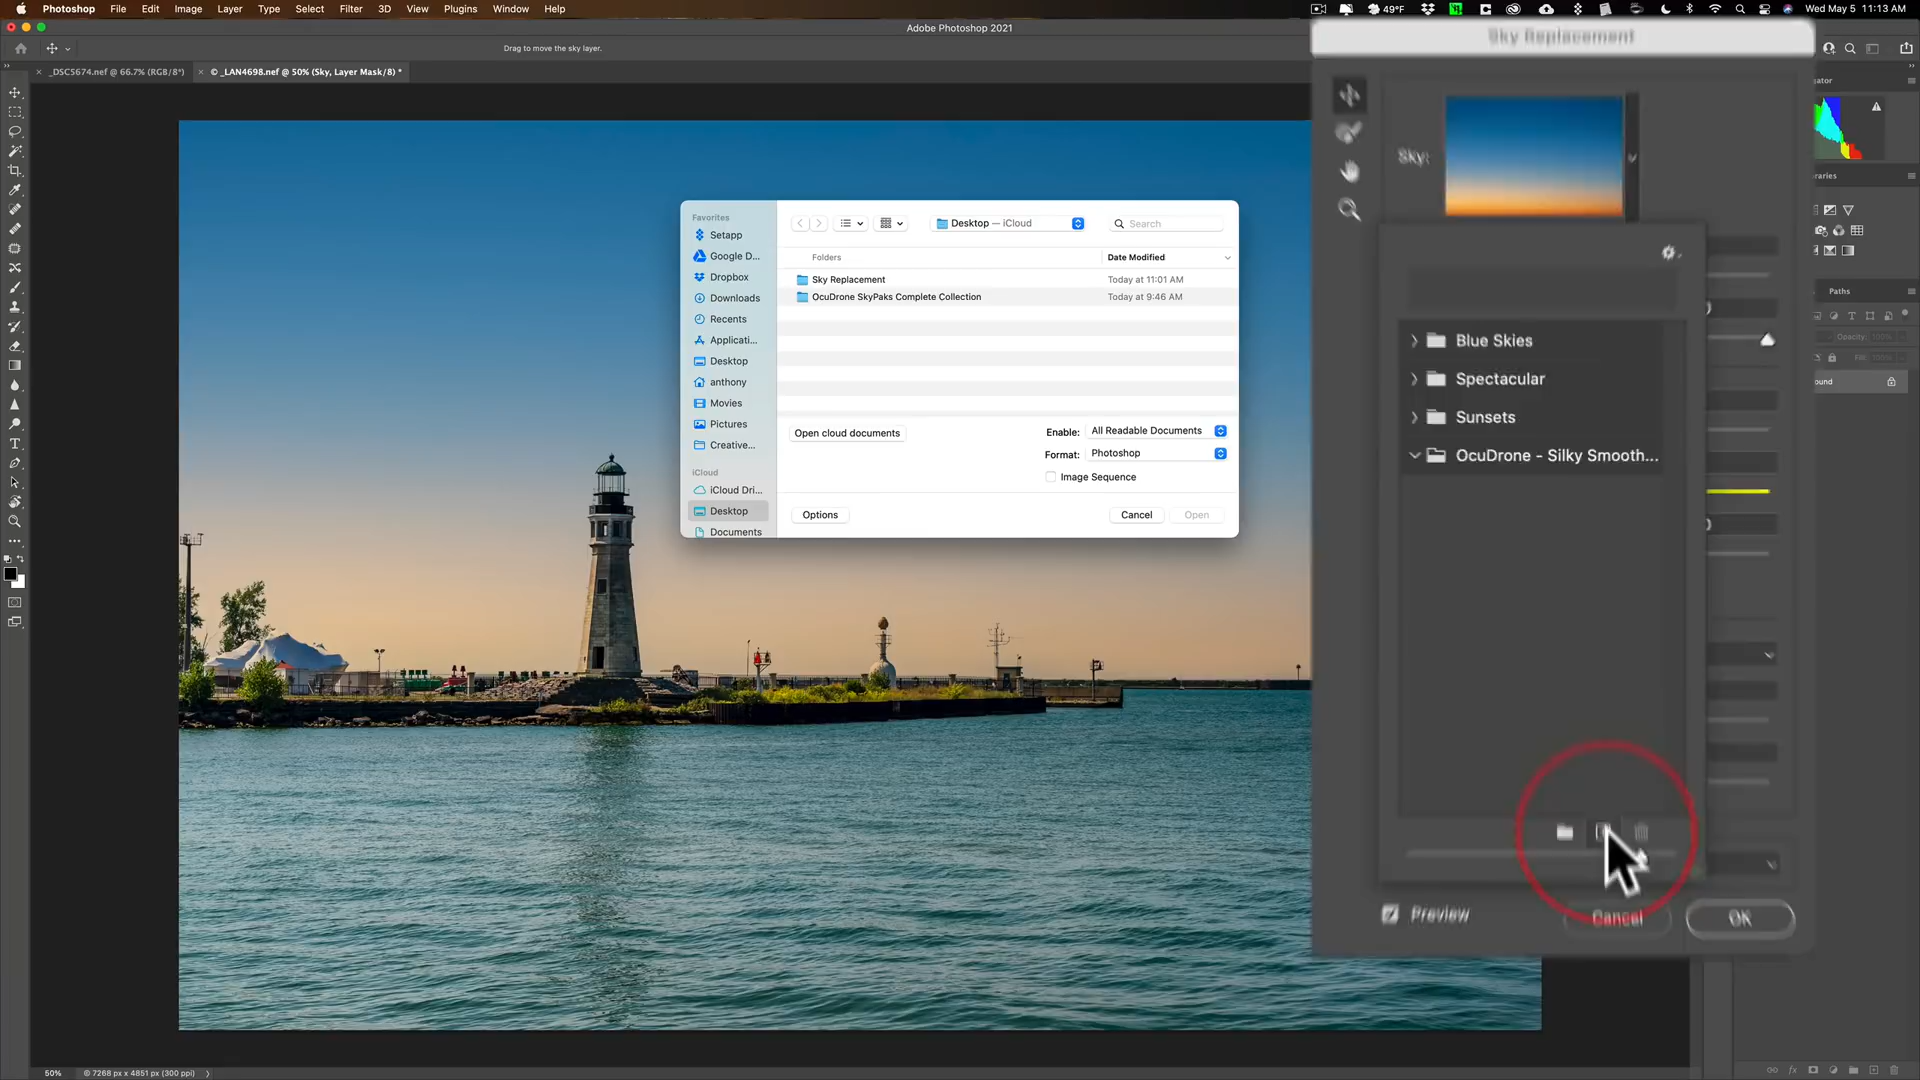 Photoshop File Edit Image Layer Type Select Filter 3D View Plugins Window Help
49°F
Wed May 5 11:13 AM
Adobe Photoshop 2021
Drag to move the sky layer.
_DSC5674.nef @ 66.7% (RGB/8*)
© _LAN4698.nef @ 50% (Sky, Layer Mask/8) *
Sky Replacement
Sky:
Blue Skies
Spectacular
Sunsets
OcuDrone - Silky Smooth...
Preview
Cancel
OK
Favorites
Setapp
Google D...
Dropbox
Downloads
Recents
Applicati...
Desktop
anthony
Movies
Pictures
Creative...
iCloud
iCloud Dri...
Desktop
Documents
Desktop — iCloud
Search
Folders
Date Modified
Sky Replacement
Today at 11:01 AM
OcuDrone SkyPaks Complete Collection
Today at 9:46 AM
Open cloud documents
Enable: All Readable Documents
Format: Photoshop
Image Sequence
Options
Cancel
Open
gator
raries
Paths
Opacity: 100%
Fill: 100%
ound
50%
7268 px x 4851 px (300 ppi)